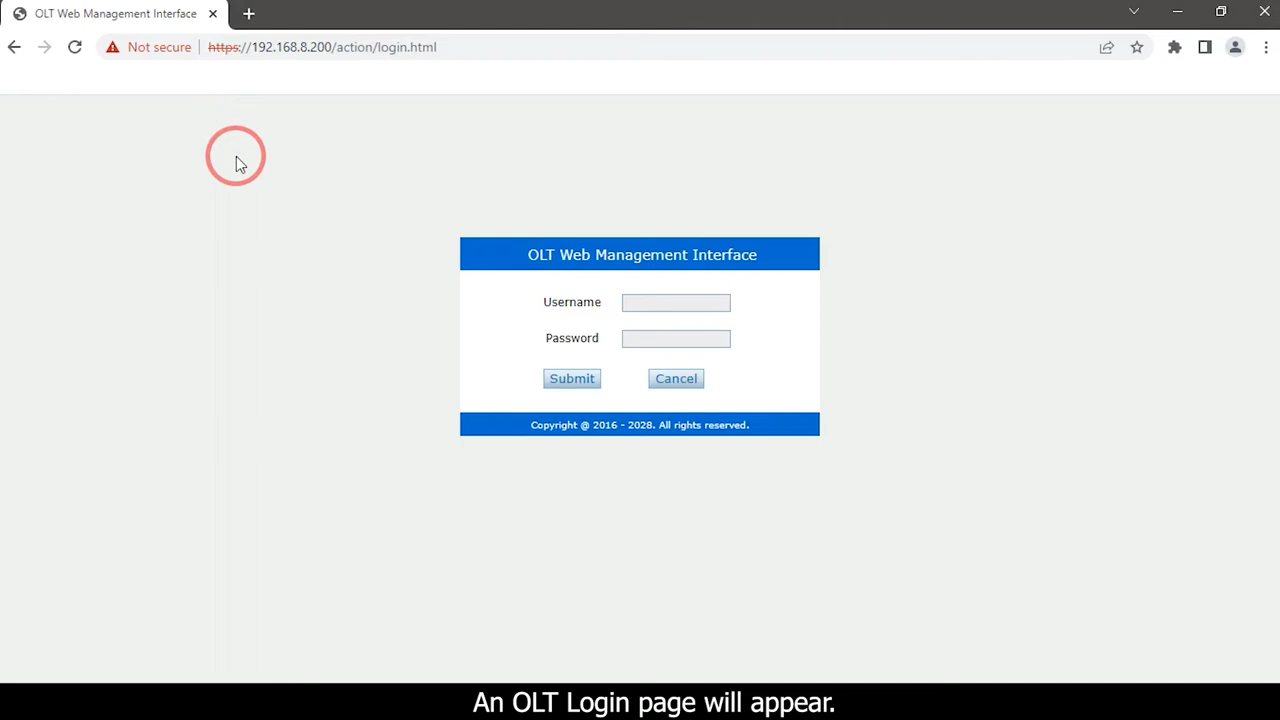 OLT Web Management Interface
Not secure
https://192.168.8.200/action/login.html
OLT Web Management Interface
Username
Password
Submit
Cancel
Copyright @ 2016 - 2028. All rights reserved.
An OLT Login page will appear.